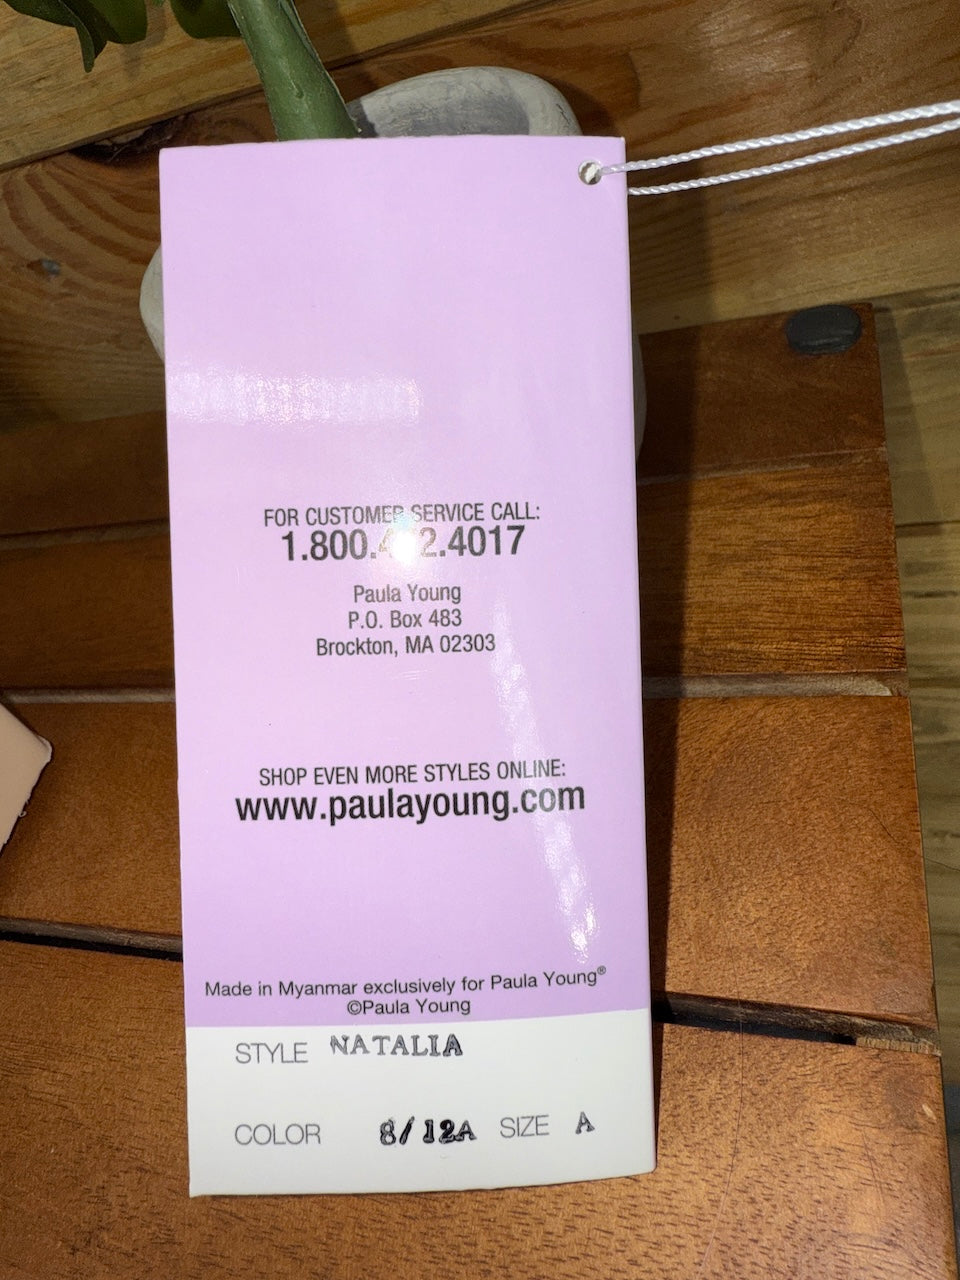 FOR CUSTOMER SERVICE CALL:
Paula Young
P.O. Box 483
Brockton, MA 02303
SHOP EVEN MORE STYLES ONLINE:
www.paulayoung.com
Made in Myanmar exclusively for Paula Young®
©Paula Young
STYLE NATALIA
COLOR 8/12A SIZE A